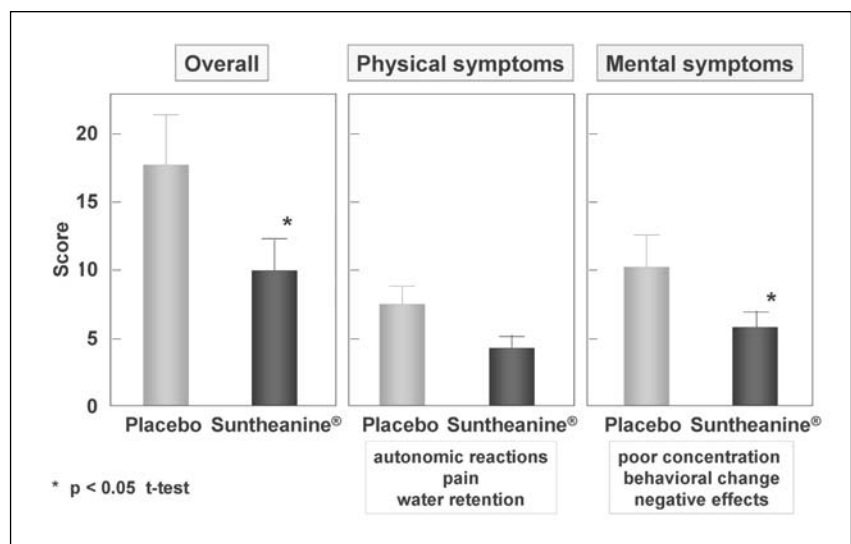 Overall
Physical symptoms
Mental symptoms
Score
20
15
10
5
0
*
*
Placebo Suntheanine®
Placebo Suntheanine®
Placebo Suntheanine®
autonomic reactions
pain
water retention
poor concentration
behavioral change
negative effects
* p < 0.05 t-test